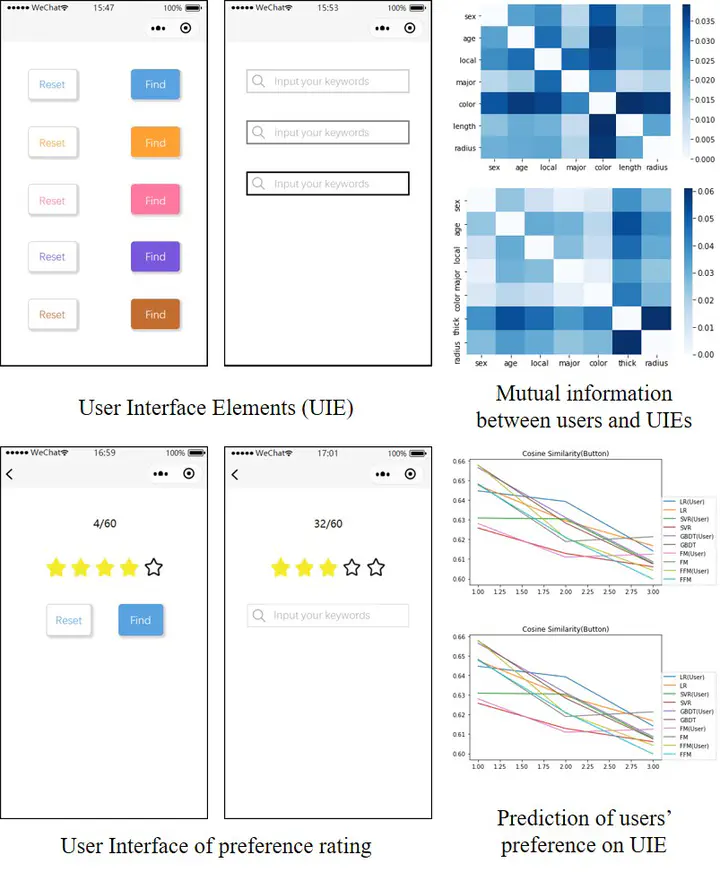 ●●●●● WeChat 15:47 100%
Reset Find
Reset Find
Reset Find
Reset Find
Reset Find
●●●●● WeChat 15:53 100%
Input your keywords
Input your keywords
Input your keywords
User Interface Elements (UIE)
sex
age
local
major
color
length
radius
sex age local major color length radius
0.035
0.030
0.025
0.020
0.015
0.010
0.005
0.000
sex
age
local
major
color
thick
radius
sex age local major color thick radius
0.06
0.05
0.04
0.03
0.02
0.01
0.00
Mutual information
between users and UIEs
●●●●● WeChat 16:59 100%
4/60
Reset Find
●●●●● WeChat 17:01 100%
32/60
Input your keywords
User Interface of preference rating
Cosine Similarity(Button)
0.66
0.65
0.64
0.63
0.62
0.61
0.60
1.00 1.25 1.50 1.75 2.00 2.25 2.50 2.75 3.00
LR(User)
LR
SVR(User)
SVR
GBDT(User)
GBDT
FM(User)
FM
FFM(User)
FFM
Cosine Similarity(Button)
0.66
0.65
0.64
0.63
0.62
0.61
0.60
1.00 1.25 1.50 1.75 2.00 2.25 2.50 2.75 3.00
LR(User)
LR
SVR(User)
SVR
GBDT(User)
GBDT
FM(User)
FM
FFM(User)
FFM
Prediction of users’
preference on UIE